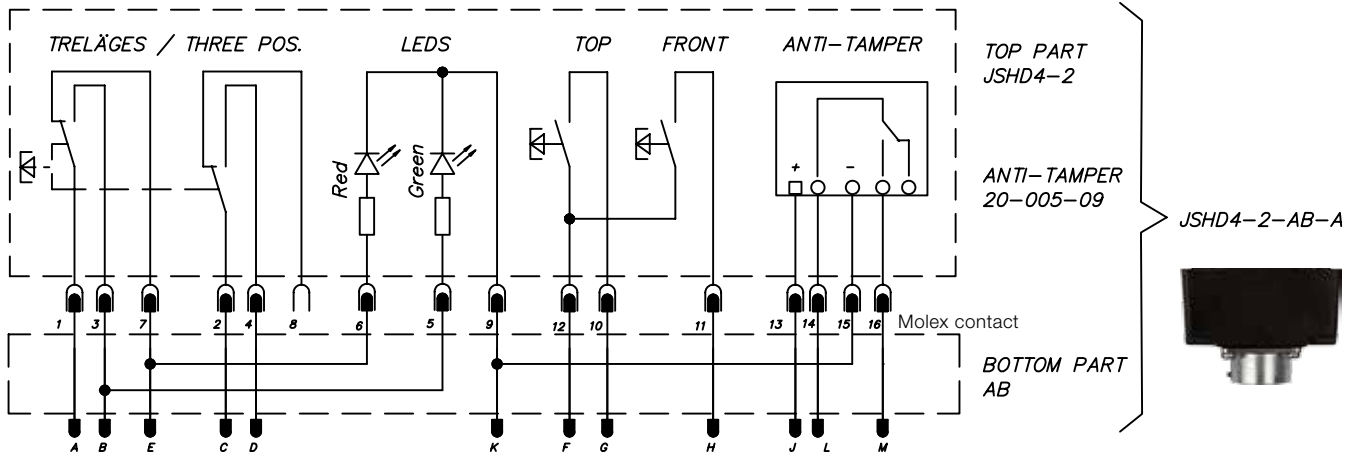 TRELÄGES / THREE POS.
LEDS
TOP
FRONT
ANTI-TAMPER
TOP PART
JSHD4-2
Red
Green
+
-
ANTI-TAMPER
20-005-09
JSHD4-2-AB-A
1 3 7 2 4 8 6 5 9 12 10 11 13 14 15 16 Molex contact
BOTTOM PART
AB
A B E C D K F G H J L M